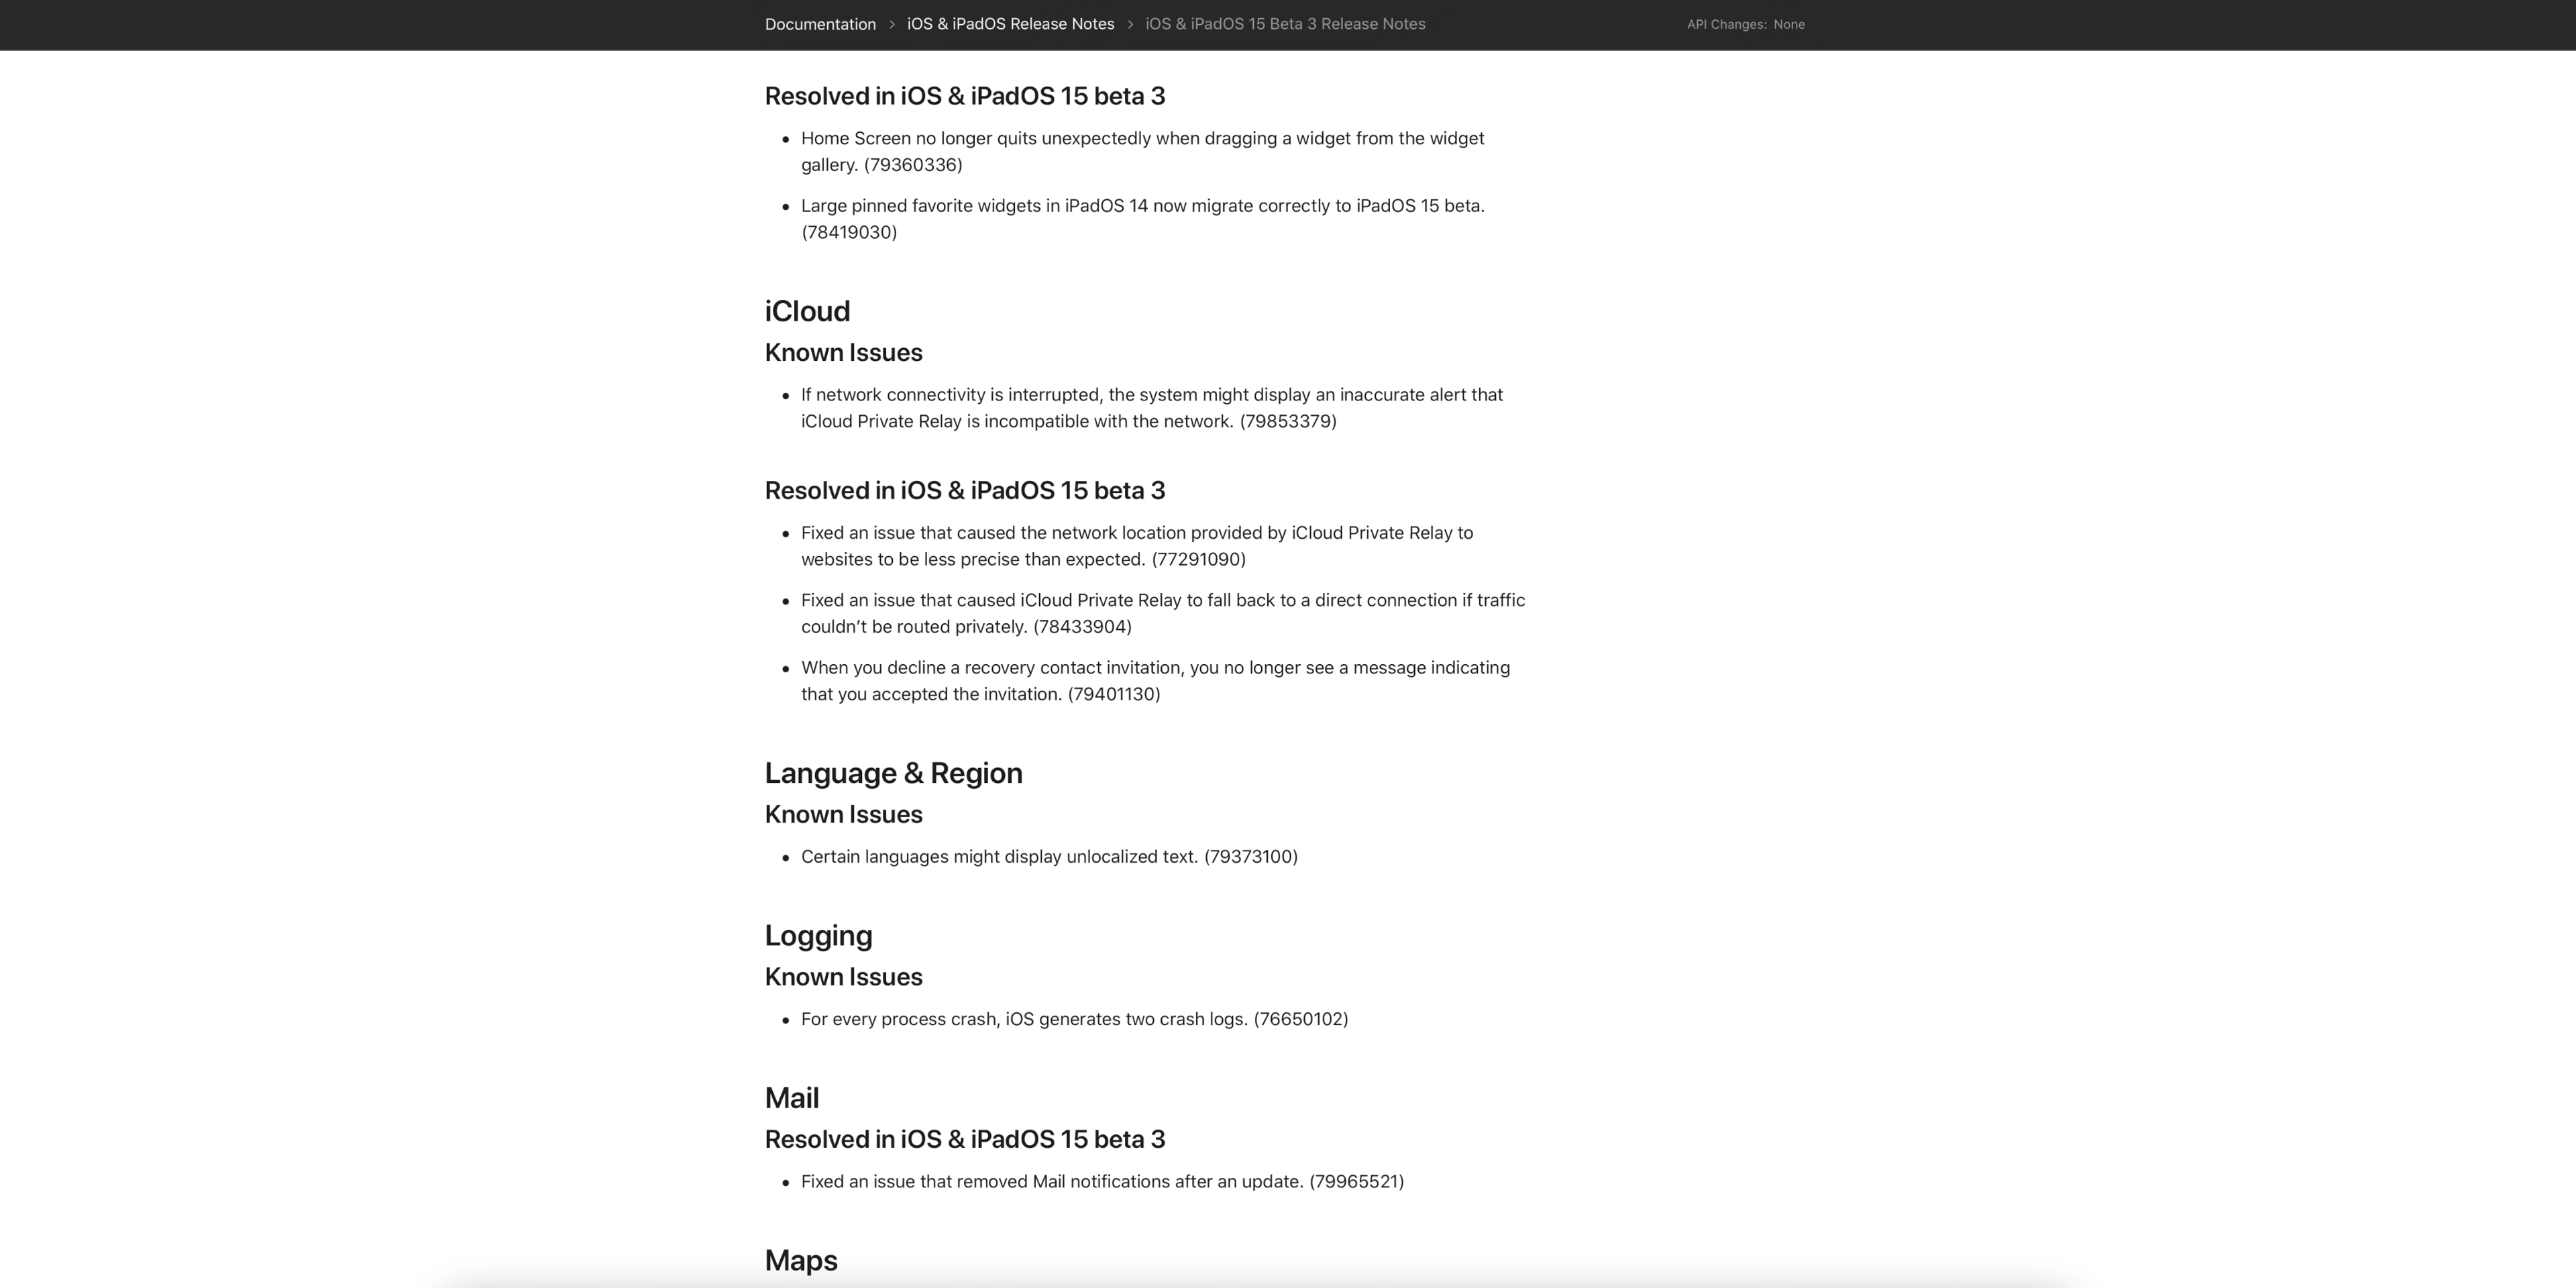 Documentation > iOS & iPadOS Release Notes > iOS & iPadOS 15 Beta 3 Release Notes API Changes: None
Resolved in iOS & iPadOS 15 beta 3
• Home Screen no longer quits unexpectedly when dragging a widget from the widget
gallery. (79360336)
• Large pinned favorite widgets in iPadOS 14 now migrate correctly to iPadOS 15 beta.
(78419030)
iCloud
Known Issues
• If network connectivity is interrupted, the system might display an inaccurate alert that
iCloud Private Relay is incompatible with the network. (79853379)
Resolved in iOS & iPadOS 15 beta 3
• Fixed an issue that caused the network location provided by iCloud Private Relay to
websites to be less precise than expected. (77291090)
• Fixed an issue that caused iCloud Private Relay to fall back to a direct connection if traffic
couldn’t be routed privately. (78433904)
• When you decline a recovery contact invitation, you no longer see a message indicating
that you accepted the invitation. (79401130)
Language & Region
Known Issues
• Certain languages might display unlocalized text. (79373100)
Logging
Known Issues
• For every process crash, iOS generates two crash logs. (76650102)
Mail
Resolved in iOS & iPadOS 15 beta 3
• Fixed an issue that removed Mail notifications after an update. (79965521)
Maps